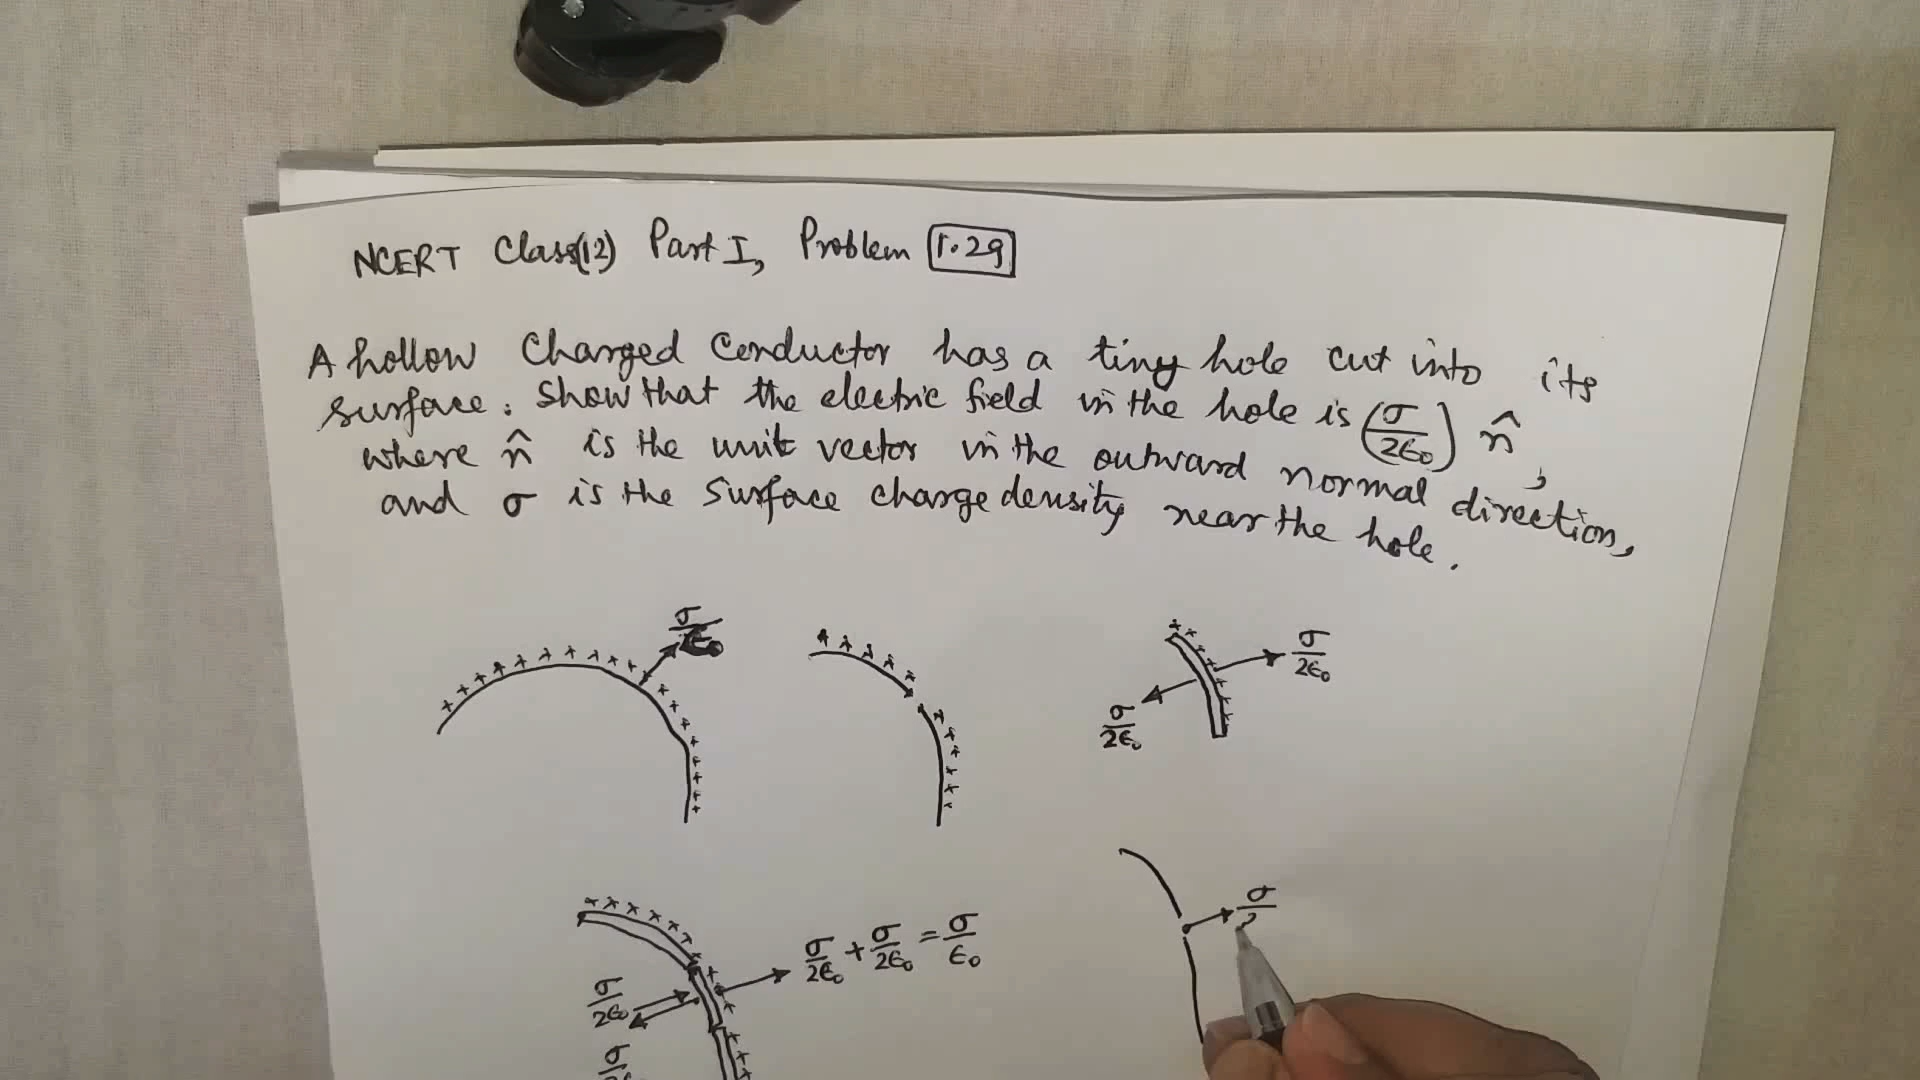 NCERT Class(12) Part I, Problem 1.29
A hollow charged conductor has a tiny hole cut into its
surface. Show that the electric field in the hole is (σ/2ϵ₀) n̂,
where n̂ is the unit vector in the outward normal direction,
and σ is the surface charge density near the hole.
σ/ϵ₀
σ/2ϵ₀
σ/2ϵ₀
σ/2ϵ₀ + σ/2ϵ₀ = σ/ϵ₀
σ/2ϵ₀
σ
σ/2